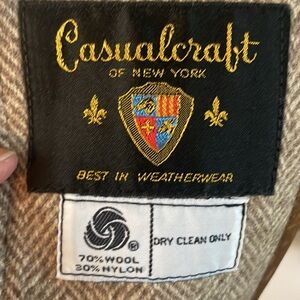 Casualcraft
OF NEW YORK
BEST IN WEATHERWEAR
®
70% WOOL
30% NYLON
DRY CLEAN ONLY